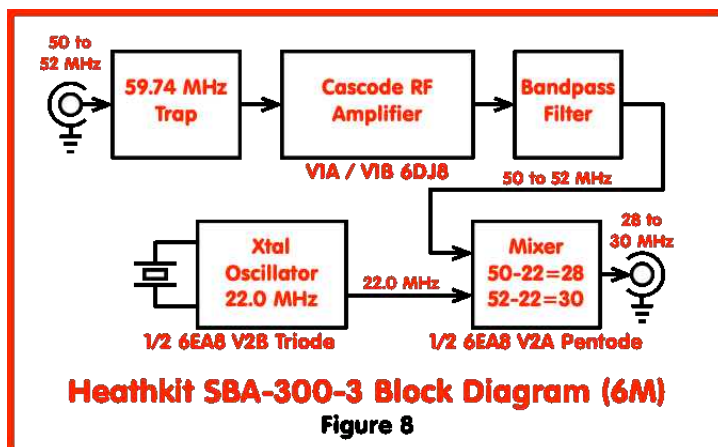 50 to
52 MHz
59.74 MHz
Trap
Cascode RF
Amplifier
Bandpass
Filter
V1A / V1B 6DJ8
50 to 52 MHz
Xtal
Oscillator
22.0 MHz
22.0 MHz
Mixer
50-22=28
52-22=30
28 to
30 MHz
1/2 6EA8 V2B Triode
1/2 6EA8 V2A Pentode
Heathkit SBA-300-3 Block Diagram (6M)
Figure 8